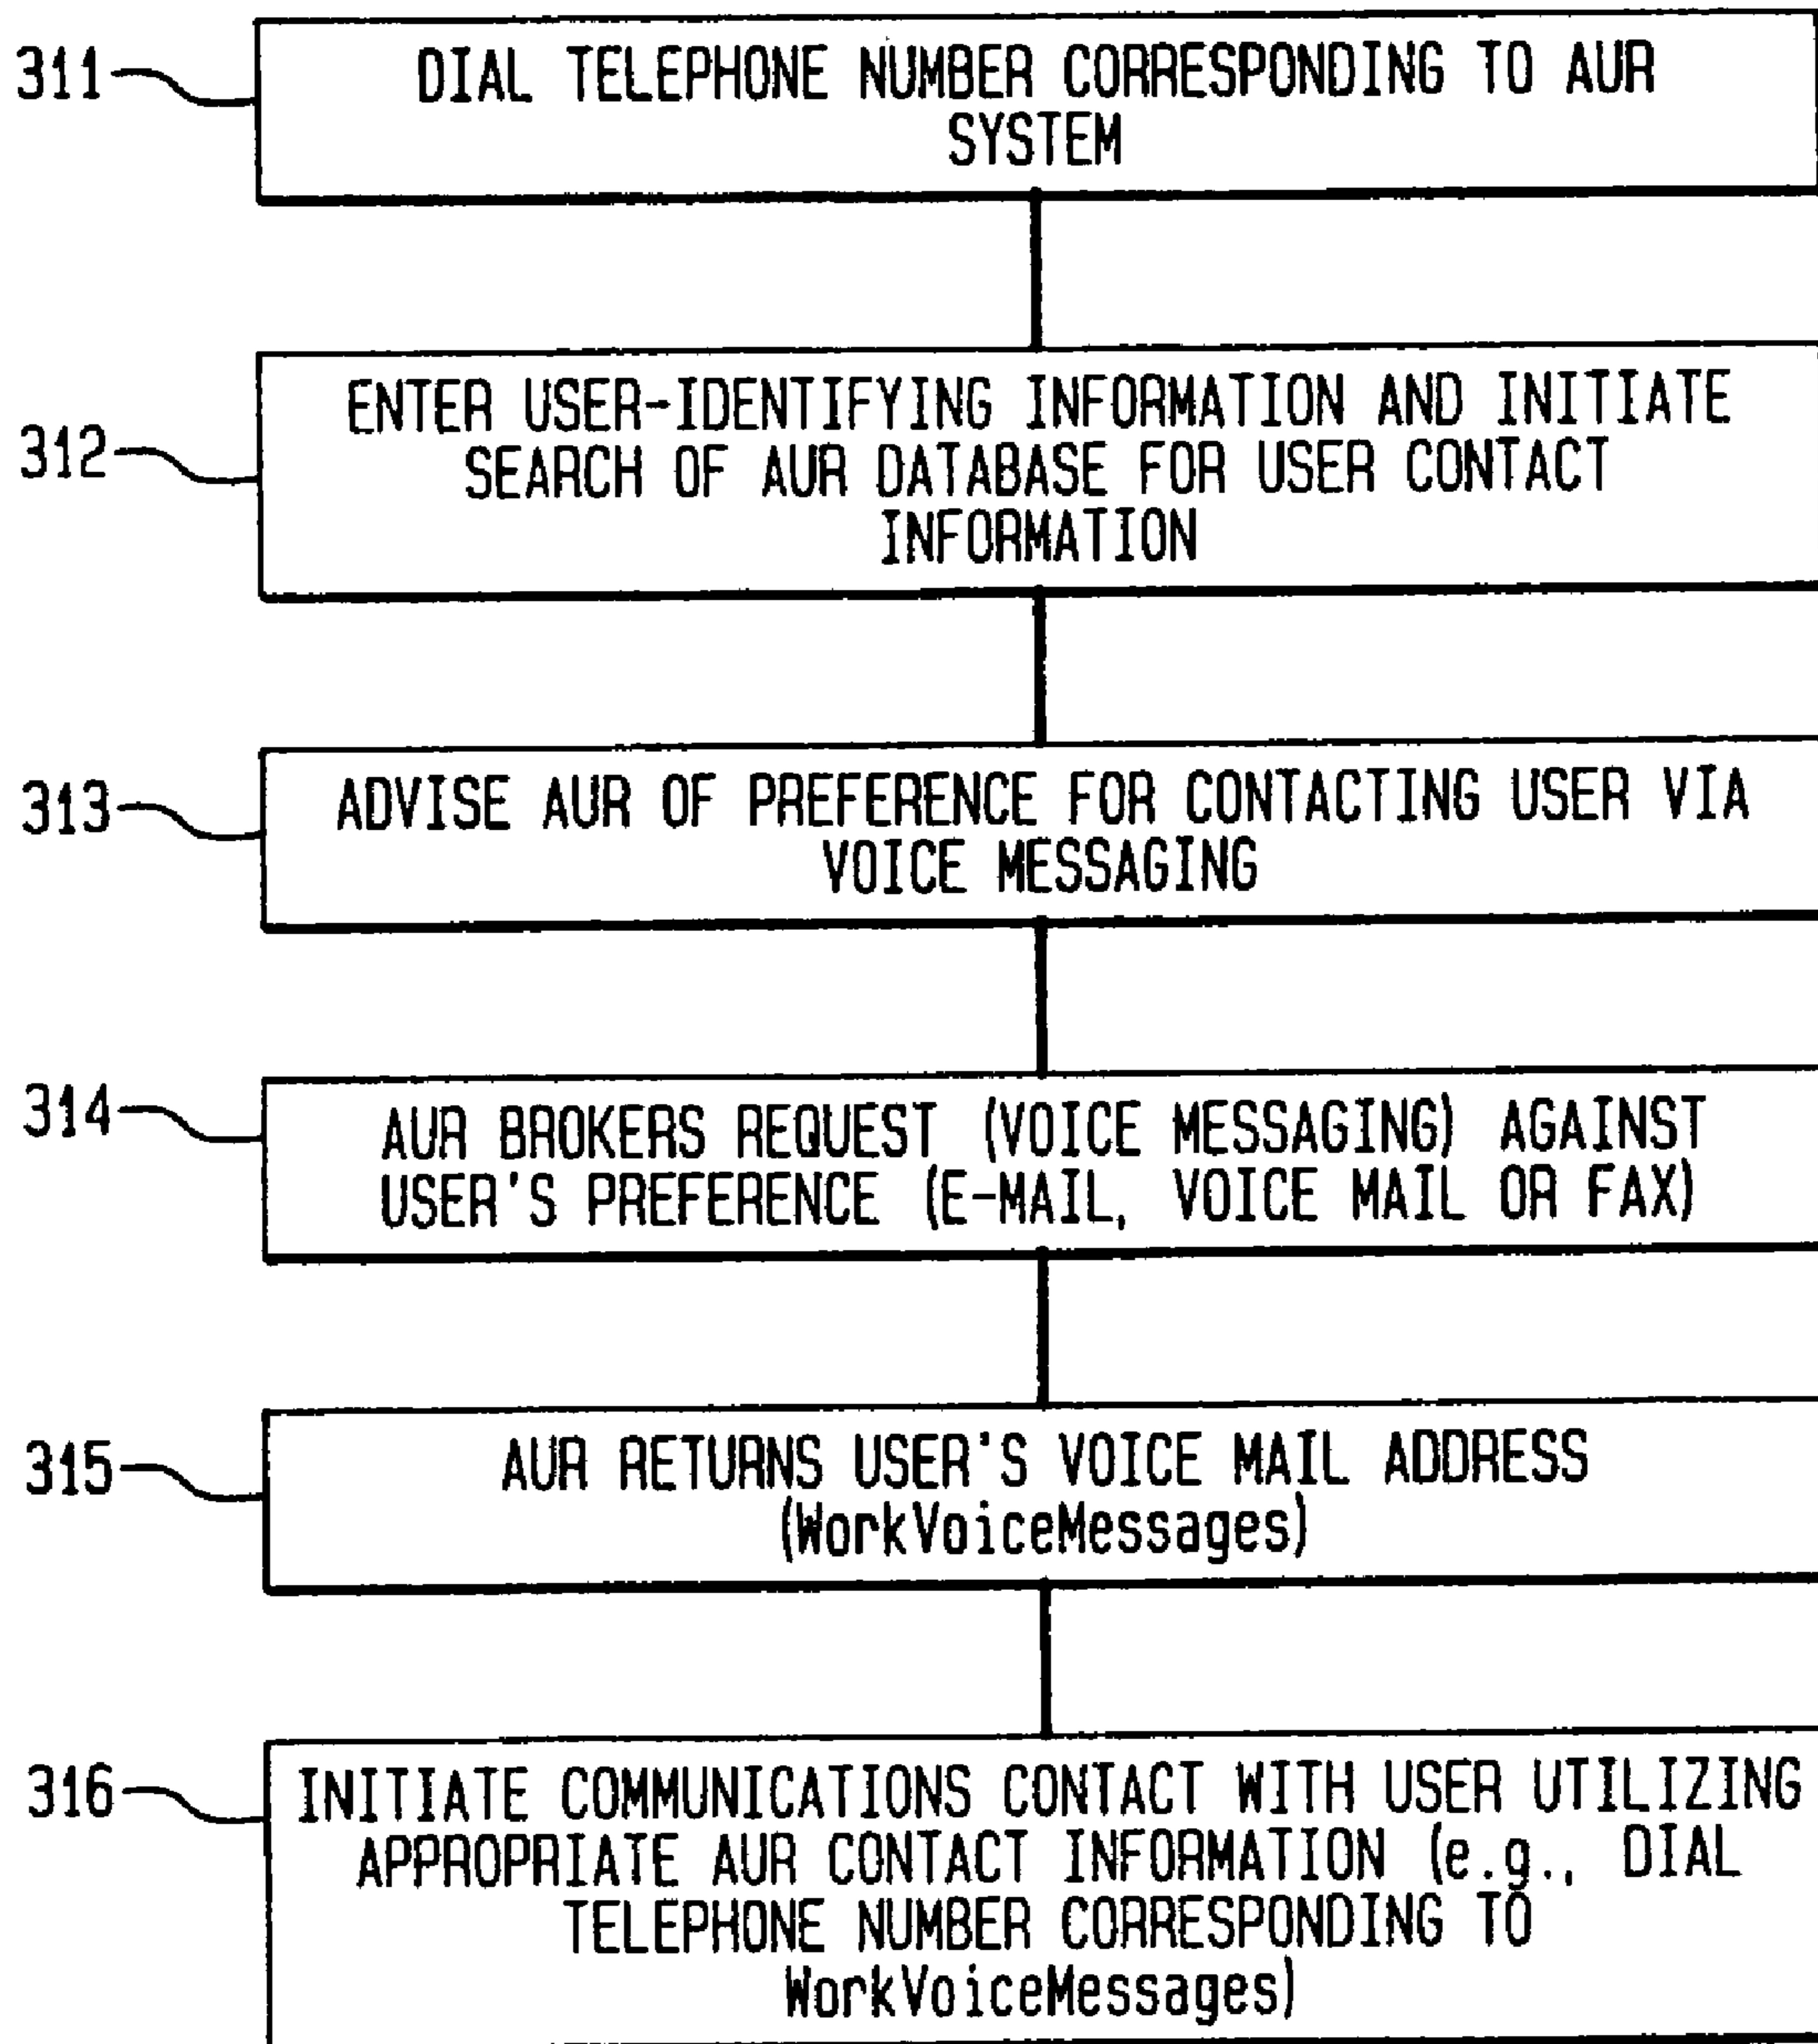 311
DIAL TELEPHONE NUMBER CORRESPONDING TO AUR
SYSTEM
312
ENTER USER-IDENTIFYING INFORMATION AND INITIATE
SEARCH OF AUR DATABASE FOR USER CONTACT
INFORMATION
313
ADVISE AUR OF PREFERENCE FOR CONTACTING USER VIA
VOICE MESSAGING
314
AUR BROKERS REQUEST (VOICE MESSAGING) AGAINST
USER'S PREFERENCE (E-MAIL, VOICE MAIL OR FAX)
315
AUR RETURNS USER'S VOICE MAIL ADDRESS
(WorkVoiceMessages)
316
INITIATE COMMUNICATIONS CONTACT WITH USER UTILIZING
APPROPRIATE AUR CONTACT INFORMATION (e.g., DIAL
TELEPHONE NUMBER CORRESPONDING TO
WorkVoiceMessages)